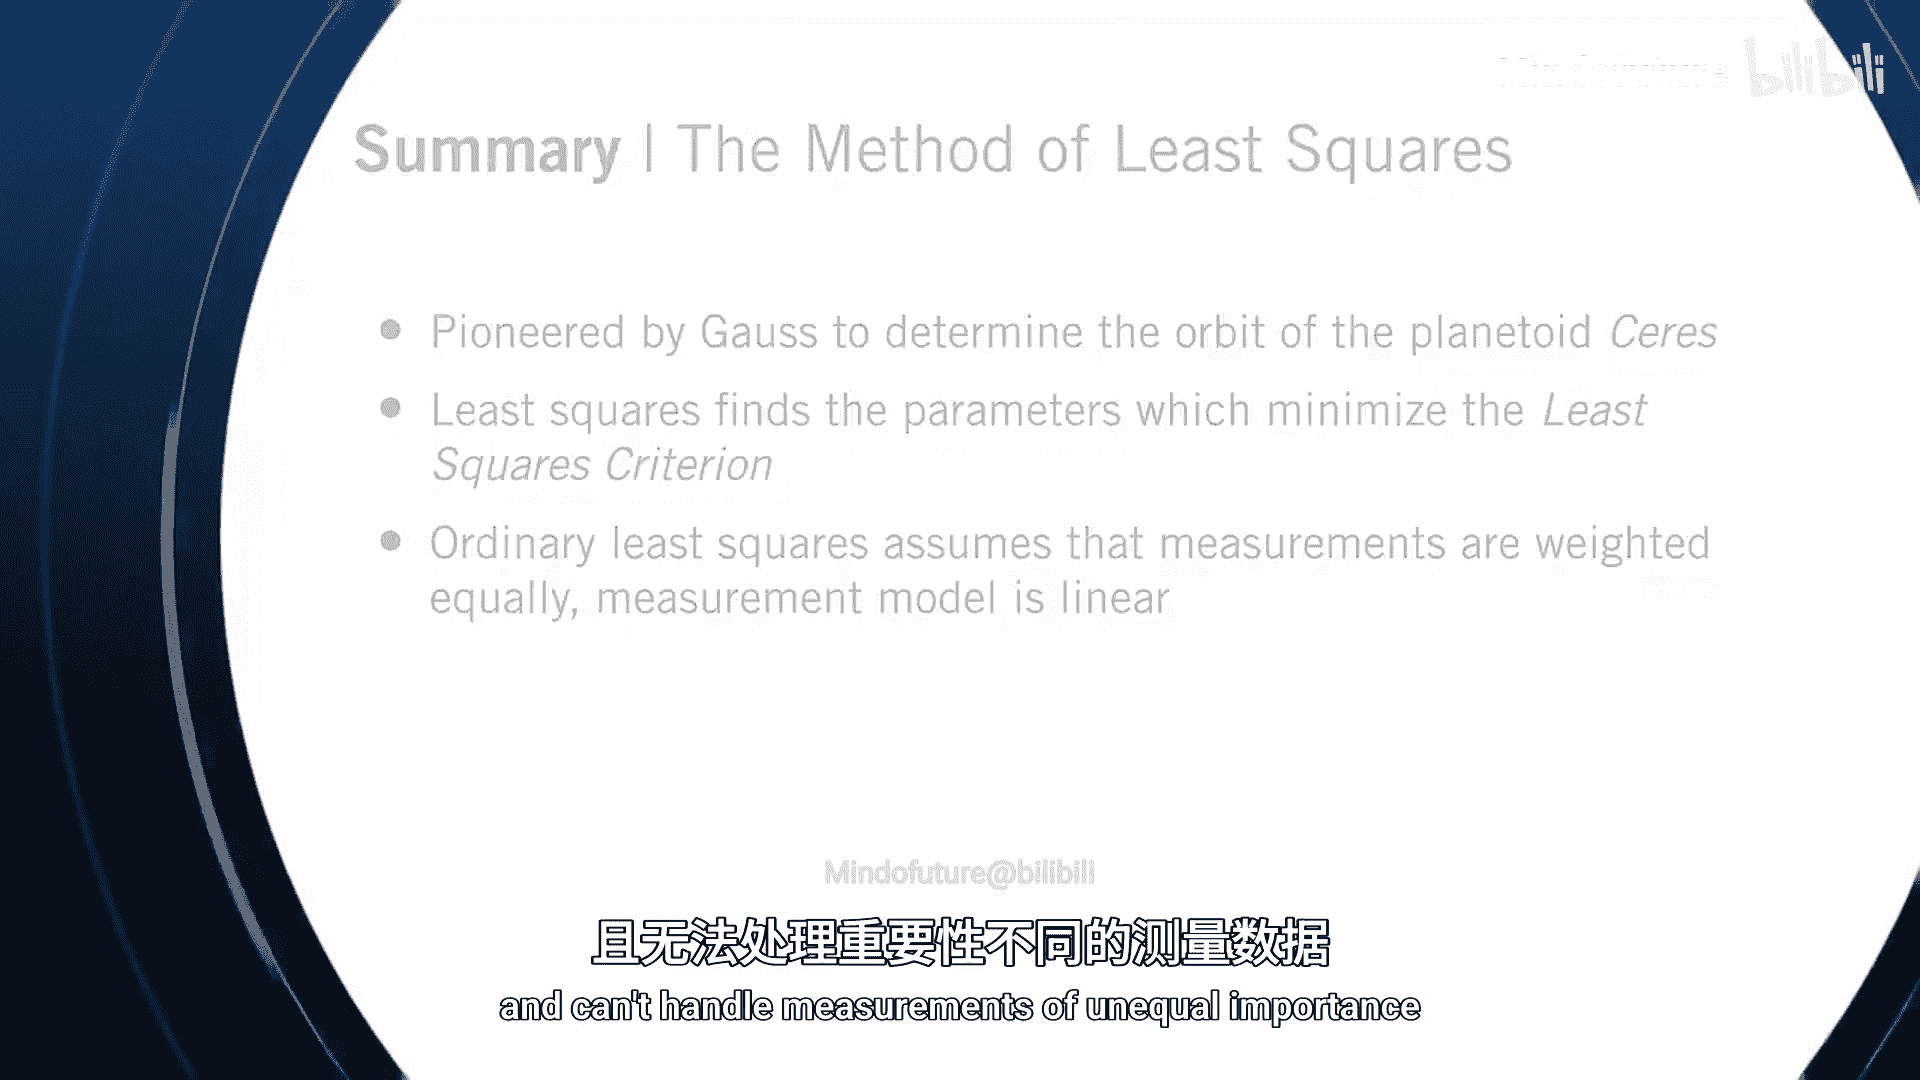 bilibili
Summary | The Method of Least Squares
● Pioneered by Gauss to determine the orbit of the planetoid Ceres
● Least squares finds the parameters which minimize the Least
Squares Criterion
● Ordinary least squares assumes that measurements are weighted
equally, measurement model is linear
Mindofuture@bilibili
且无法处理重要性不同的测量数据
and can't handle measurements of unequal importance